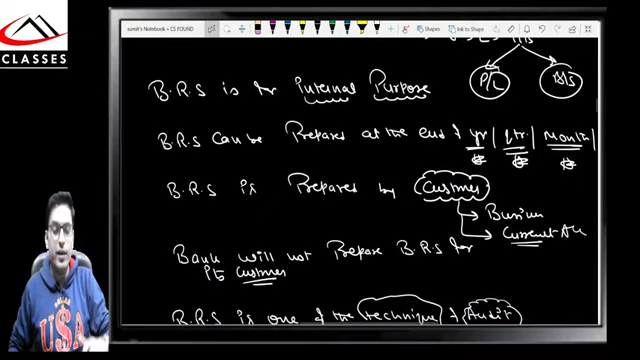 sumit's Notebook » CS FOUND
Shapes
Ink to Shape
CLASSES
P/L
B/S
B.R.S is for Internal Purpose
B.R.S can be Prepared at the end of yr | qtr. | Month |
B.R.S is Prepared by Customer
Current A/c
Bank will not Prepare B.R.S for
its Customer
B.R.S is one of the technique of Audit
USA